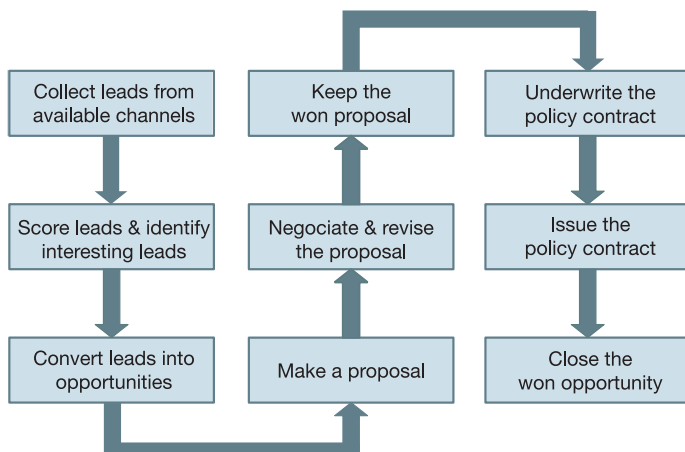 Collect leads from
available channels
Score leads & identify
interesting leads
Convert leads into
opportunities
Make a proposal
Negociate & revise
the proposal
Keep the
won proposal
Underwrite the
policy contract
Issue the
policy contract
Close the
won opportunity